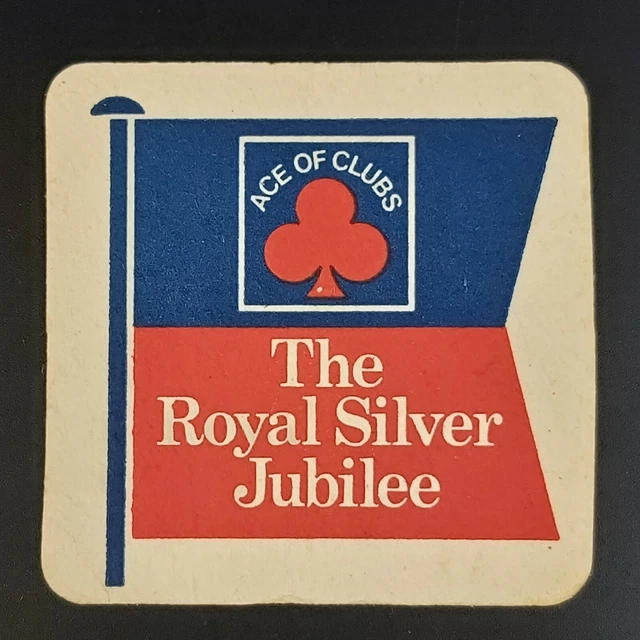 ACE OF CLUBS
The
Royal Silver
Jubilee